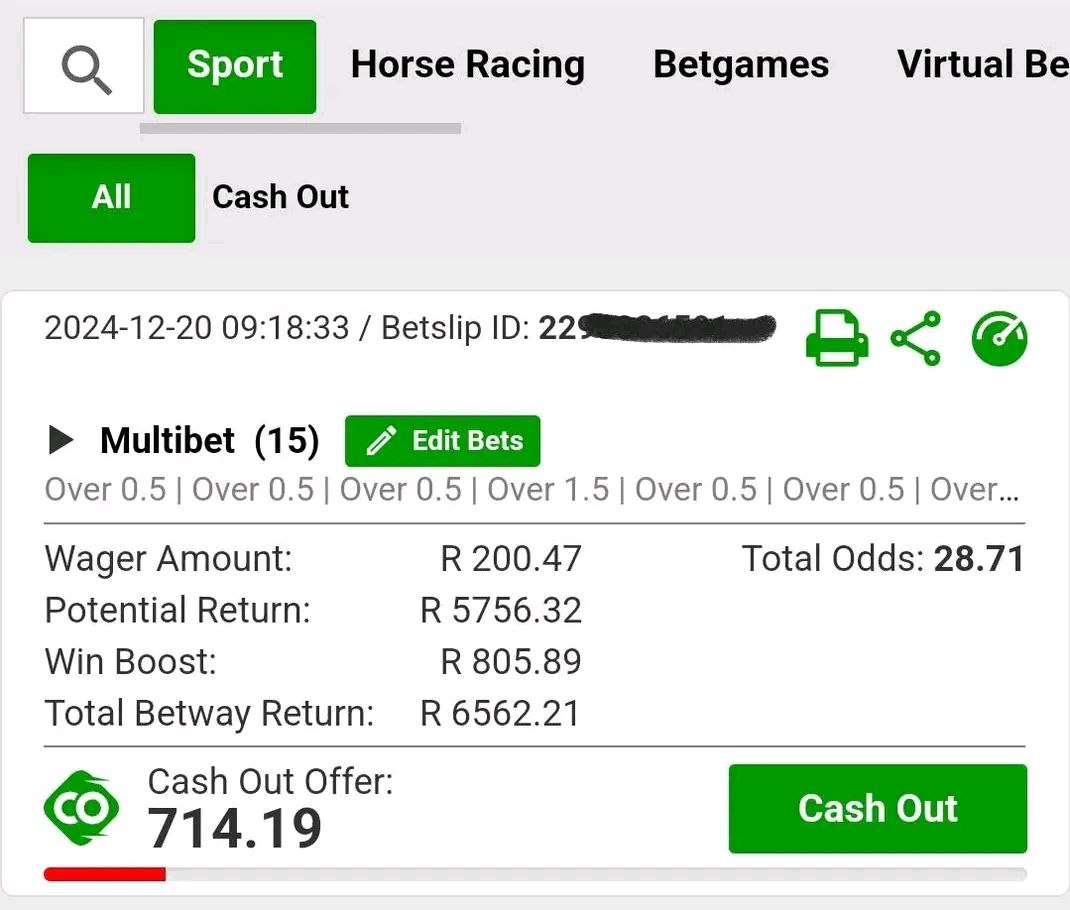 Sport Horse Racing Betgames Virtual Be
All Cash Out
2024-12-20 09:18:33 / Betslip ID: 229
Multibet (15) Edit Bets
Over 0.5 | Over 0.5 | Over 0.5 | Over 1.5 | Over 0.5 | Over 0.5 | Over...
Wager Amount: R 200.47 Total Odds: 28.71
Potential Return: R 5756.32
Win Boost: R 805.89
Total Betway Return: R 6562.21
CO Cash Out Offer:
714.19 Cash Out